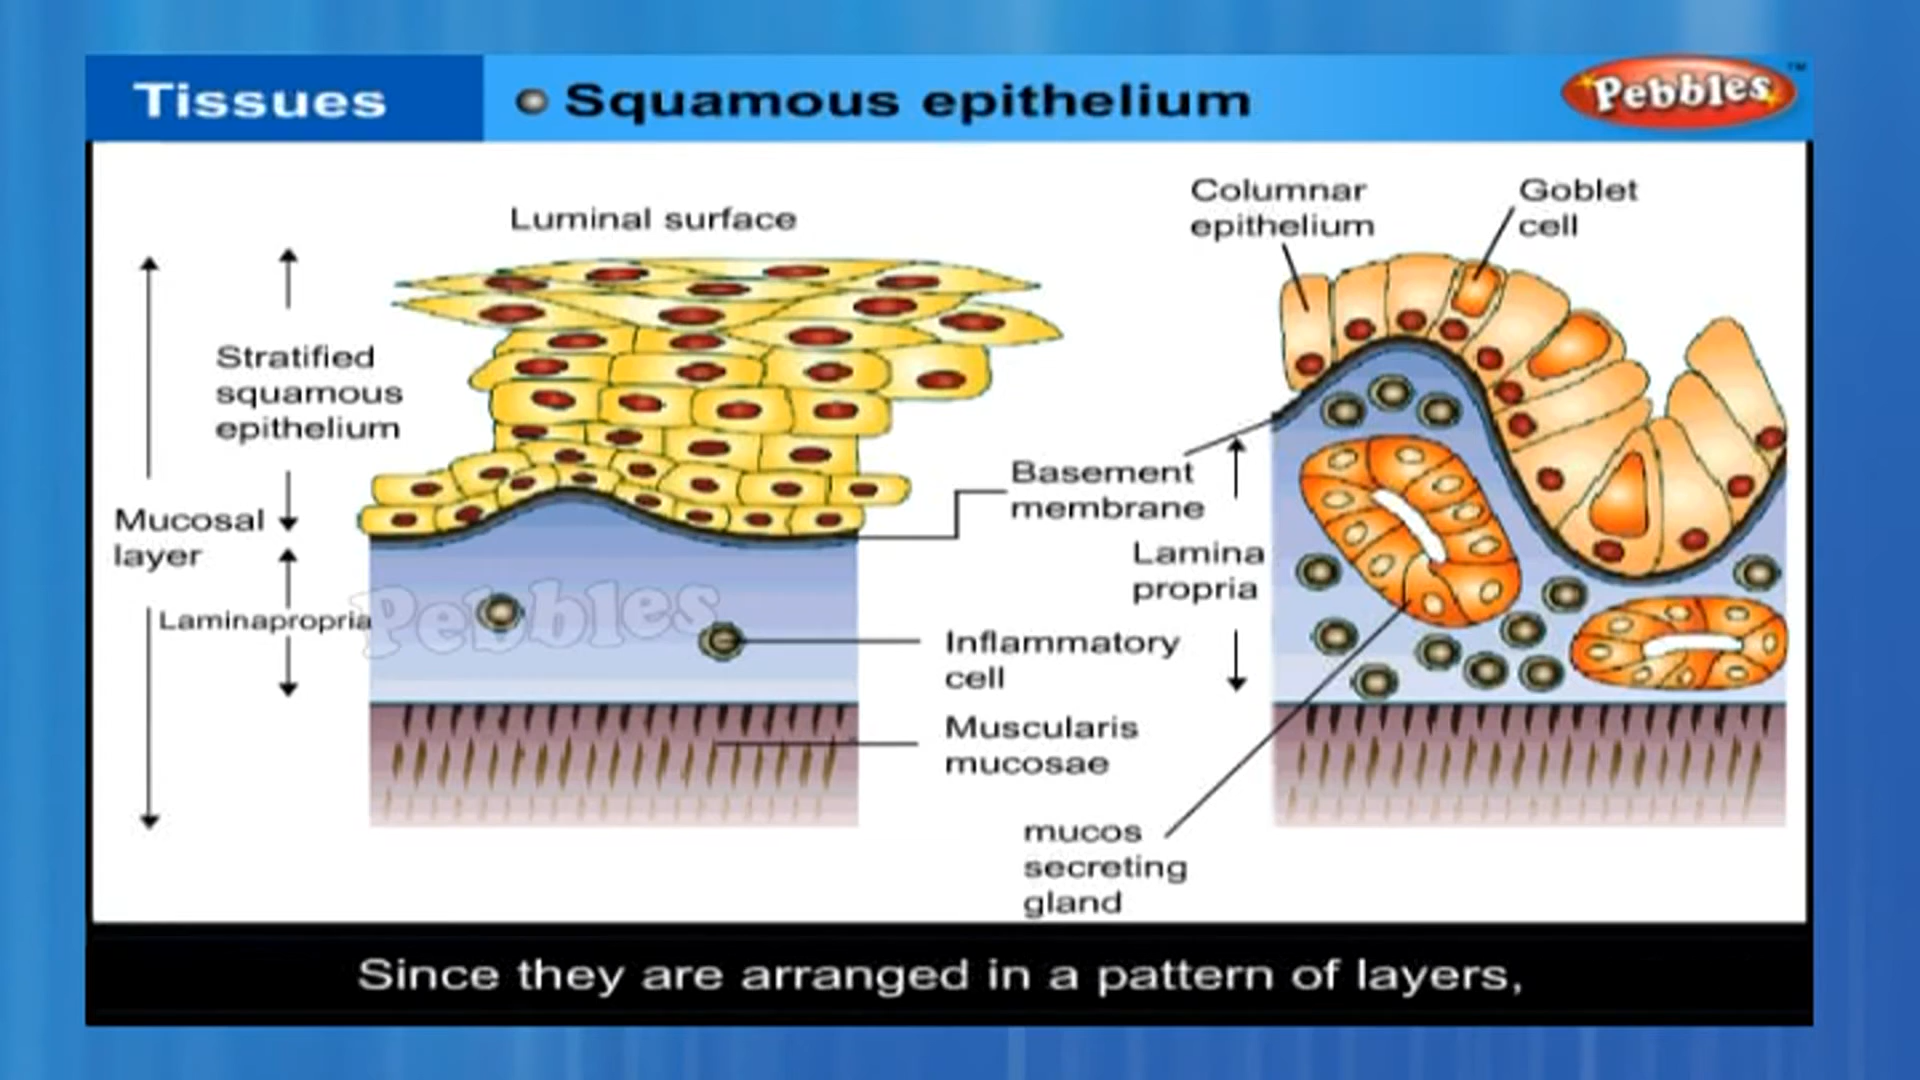 Tissues
Squamous epithelium
Pebbles
TM
Columnar
epithelium
Goblet
cell
Luminal surface
Stratified
squamous
epithelium
Basement
membrane
Mucosal
layer
Lamina
propria
Laminapropria
Pebbles
Inflammatory
cell
Muscularis
mucosae
mucos
secreting
gland
Since they are arranged in a pattern of layers,